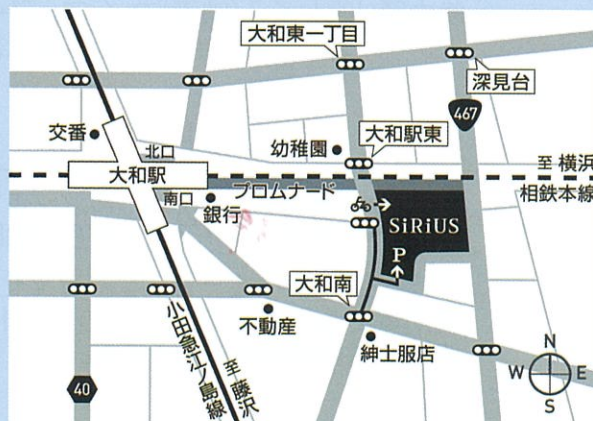 大和東一丁目
深見台
467
交番
北口
幼稚園
大和駅東
至 横浜
大和駅
プロムナード
相鉄本線
南口
銀行
SiRiUS
P
大和南
不動産
紳士服店
小田急江ノ島線
至 藤沢
40
N
W
E
S